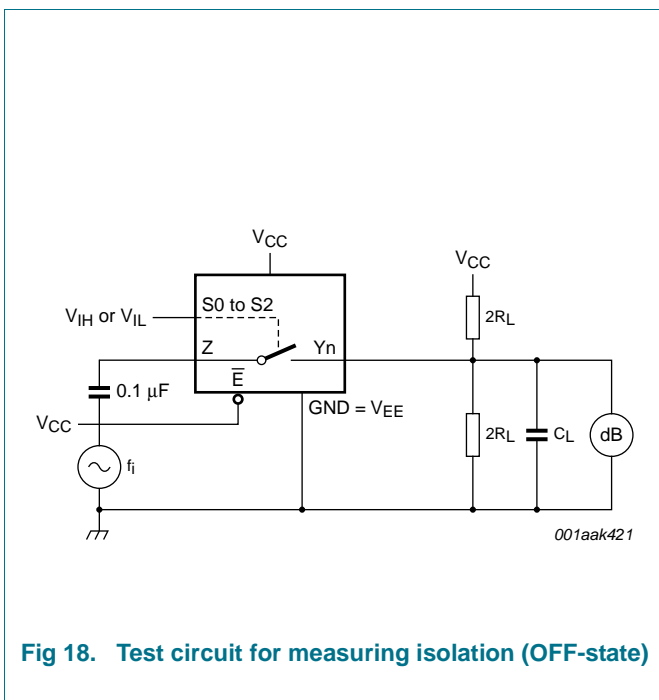 VCC
VCC
VIH or VIL
S0 to S2
2RL
Z
Yn
E̅
0.1 μF
GND = VEE
VCC
2RL
CL
dB
fi
001aak421
Fig 18. Test circuit for measuring isolation (OFF-state)